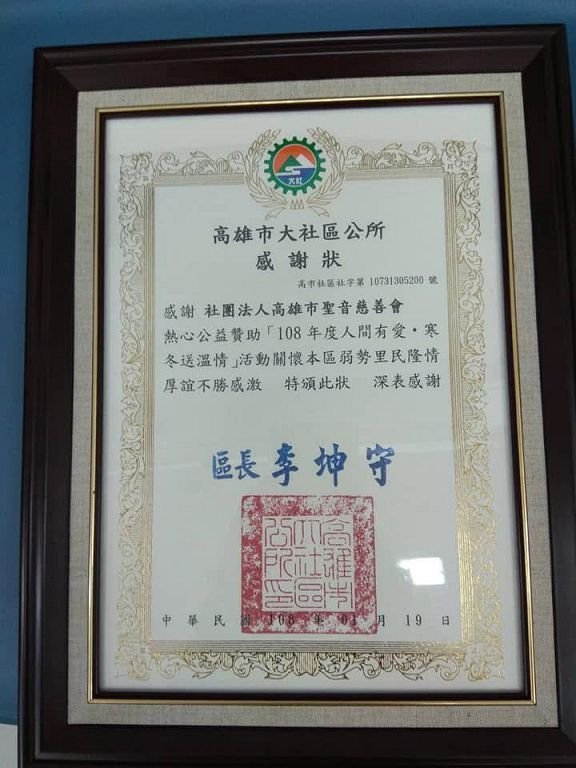 大社
高雄市大社區公所
感謝狀
高市社區社字第 10731305200 號
感謝 社團法人高雄市聖音慈善會
熱心公益贊助「108 年度人間有愛・寒
冬送溫情」活動關懷本區弱勢里民隆情
厚誼不勝感激 特頒此狀 深表感謝
區長 李坤守
高雄市大社區公所印
中華民國 108 年 01 月 19 日